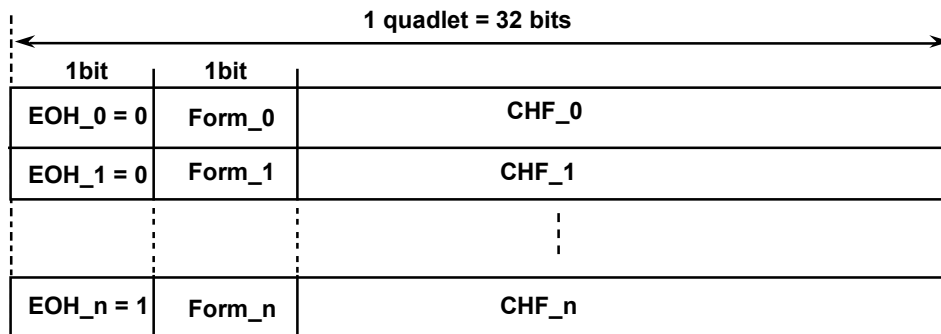 1 quadlet = 32 bits
1bit 1bit
EOH_0 = 0 Form_0 CHF_0
EOH_1 = 0 Form_1 CHF_1
EOH_n = 1 Form_n CHF_n